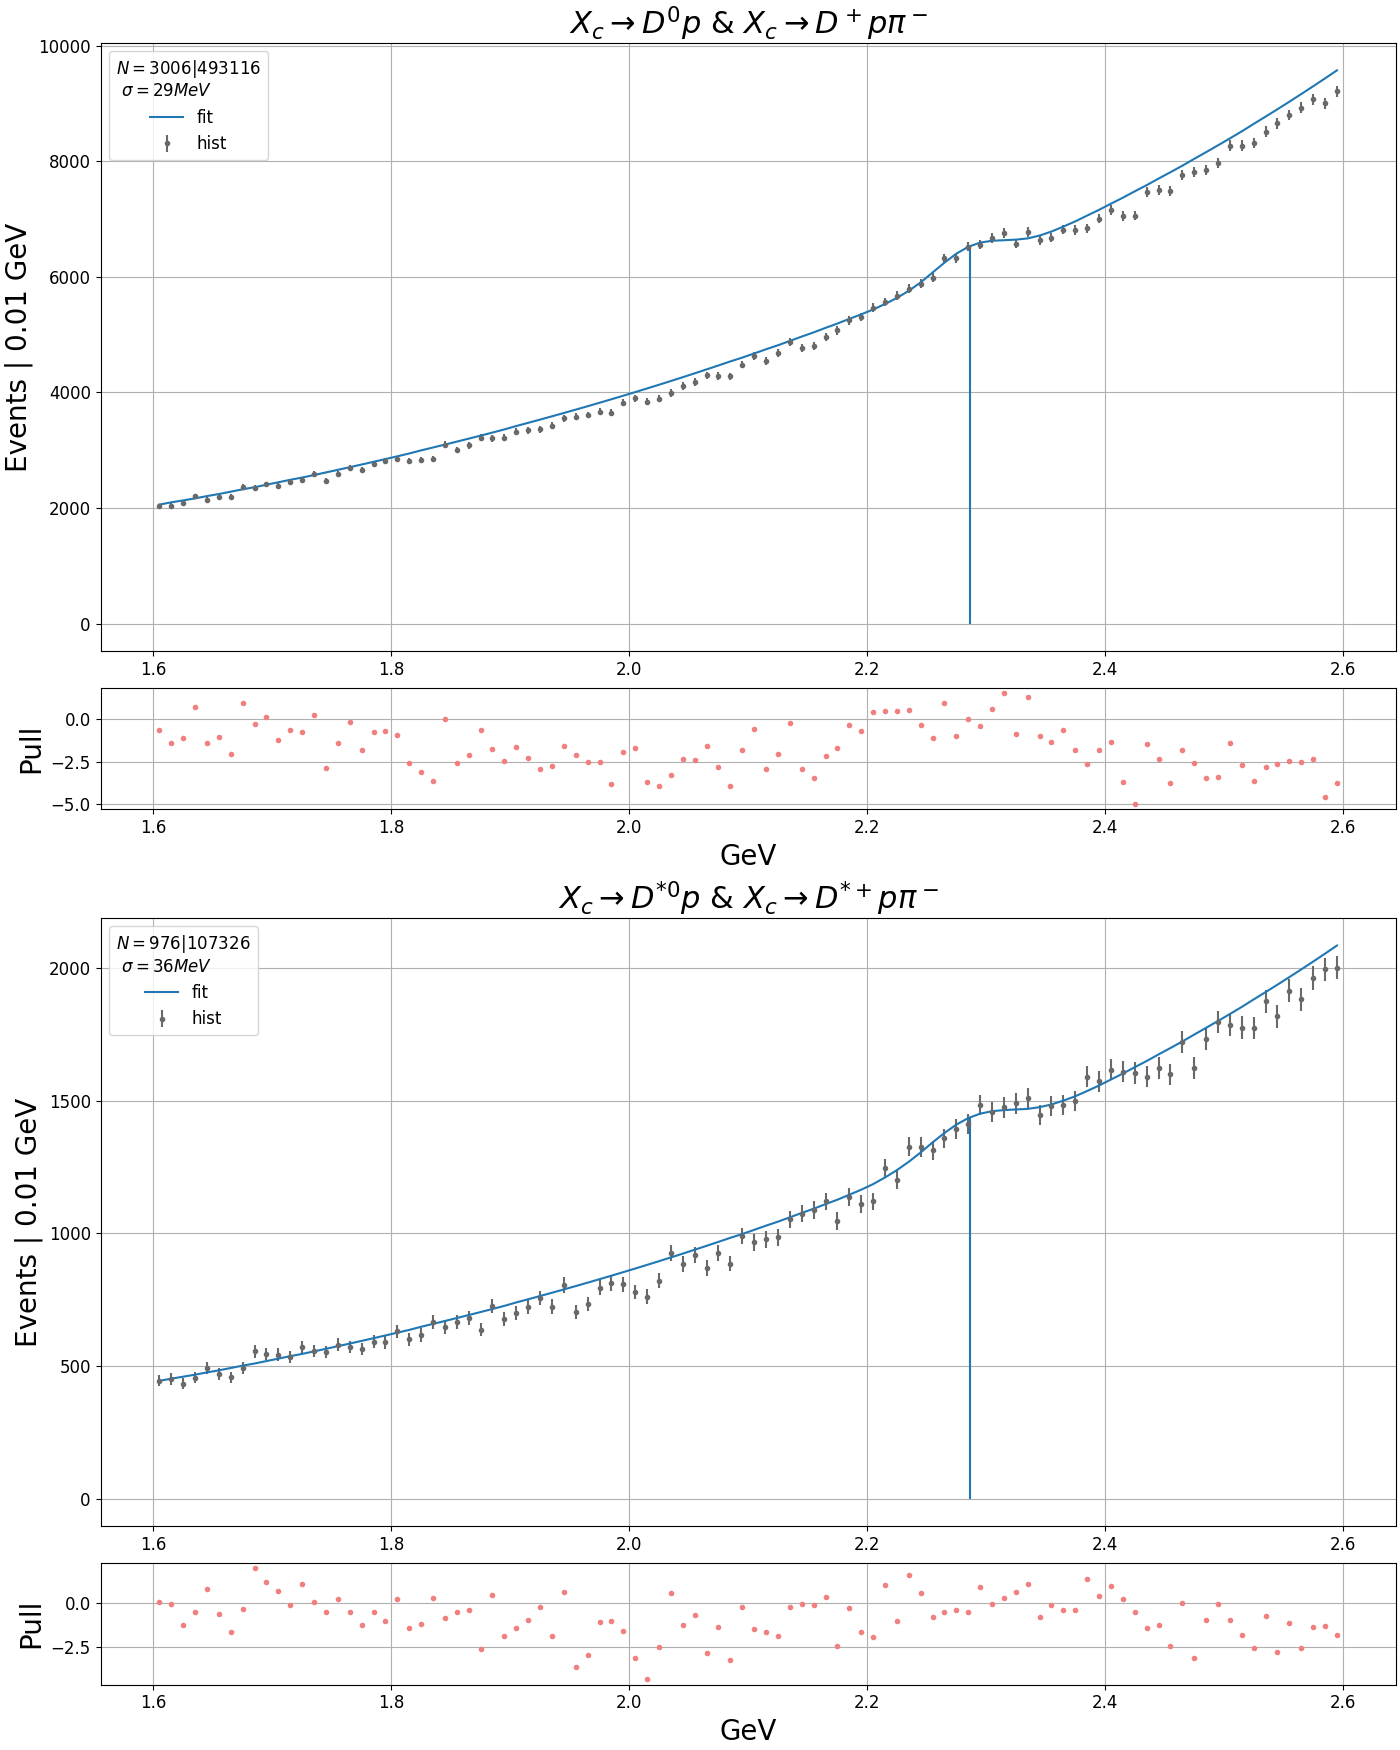 X_c → D^0 p & X_c → D^+ pπ^-
N = 3006|493116
σ = 29MeV
fit
hist
Events | 0.01 GeV
10000
8000
6000
4000
2000
0
1.6 1.8 2.0 2.2 2.4 2.6
Pull
0.0
−2.5
−5.0
1.6 1.8 2.0 2.2 2.4 2.6
GeV
X_c → D^{*0} p & X_c → D^{*+} pπ^-
N = 976|107326
σ = 36MeV
fit
hist
Events | 0.01 GeV
2000
1500
1000
500
0
1.6 1.8 2.0 2.2 2.4 2.6
Pull
0.0
−2.5
1.6 1.8 2.0 2.2 2.4 2.6
GeV